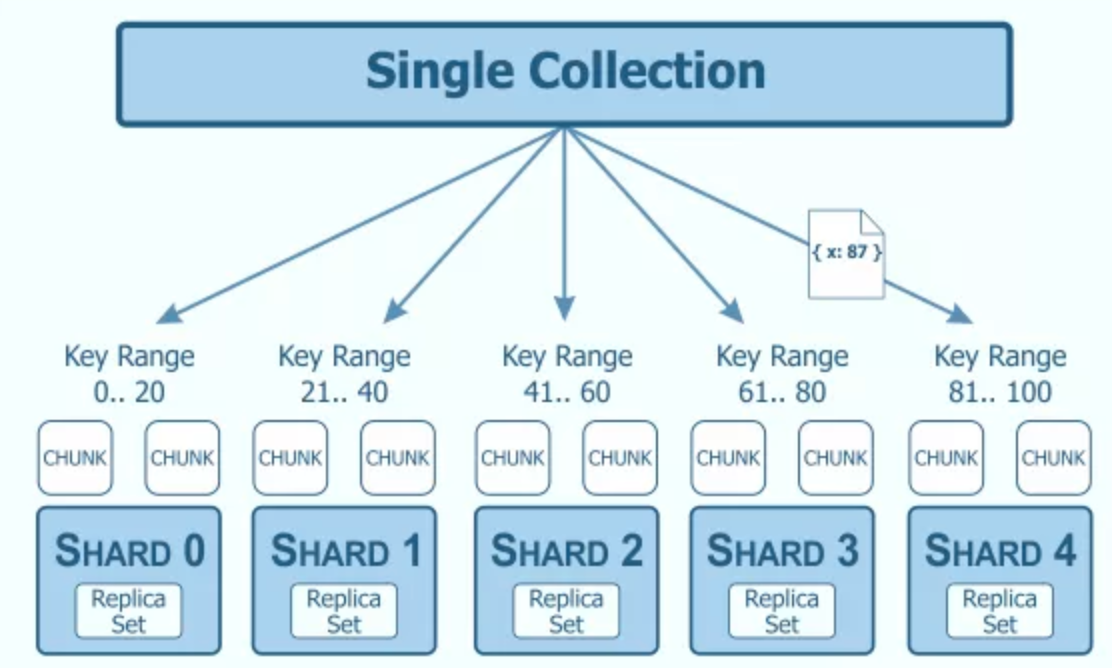 Single Collection
{ x: 87 }
Key Range
0.. 20
Key Range
21.. 40
Key Range
41.. 60
Key Range
61.. 80
Key Range
81.. 100
CHUNK
CHUNK
CHUNK
CHUNK
CHUNK
CHUNK
CHUNK
CHUNK
CHUNK
CHUNK
SHARD 0
Replica
Set
SHARD 1
Replica
Set
SHARD 2
Replica
Set
SHARD 3
Replica
Set
SHARD 4
Replica
Set